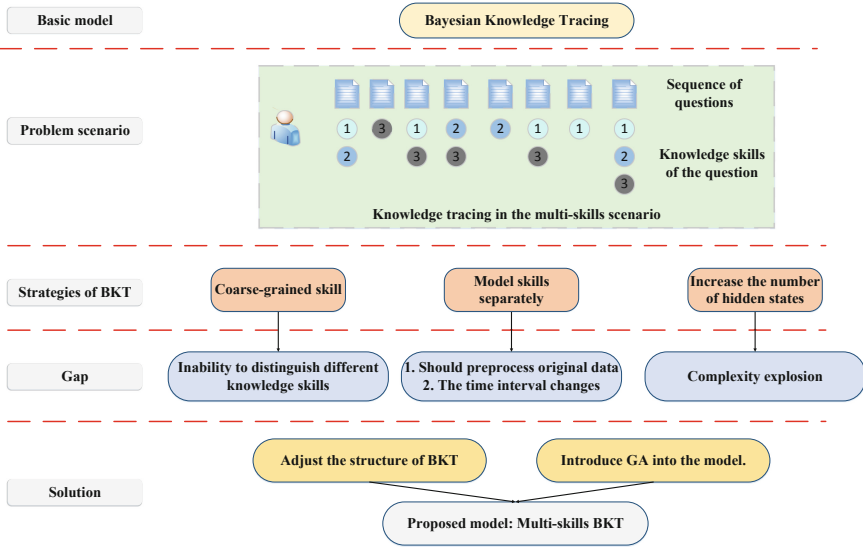 Basic model
Bayesian Knowledge Tracing
Problem scenario
Sequence of
questions
1 3 1 2 2 1 1 1
2 3 3 3 2
3
Knowledge skills
of the question
Knowledge tracing in the multi-skills scenario
Strategies of BKT
Coarse-grained skill
Model skills
separately
Increase the number
of hidden states
Gap
Inability to distinguish different
knowledge skills
1. Should preprocess original data
2. The time interval changes
Complexity explosion
Solution
Adjust the structure of BKT
Introduce GA into the model.
Proposed model: Multi-skills BKT